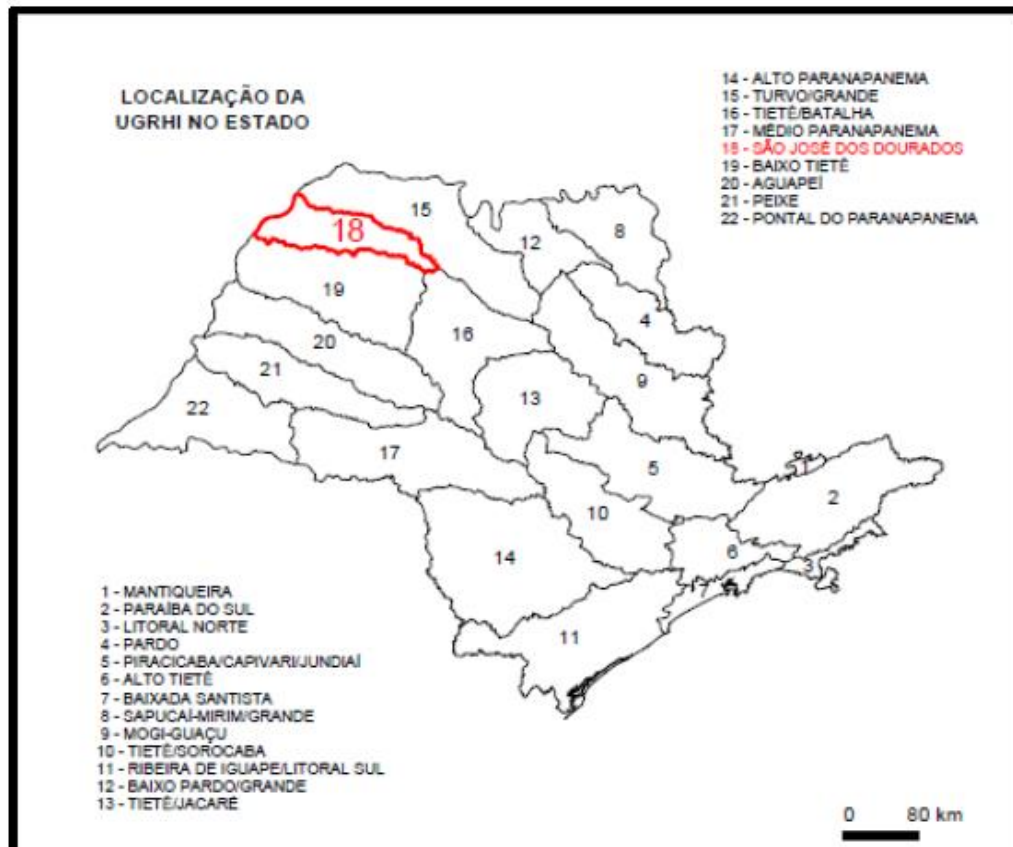 LOCALIZAÇÃO DA
UGRHI NO ESTADO
14 - ALTO PARANAPANEMA
15 - TURVO/GRANDE
16 - TIETÊ/BATALHA
17 - MÉDIO PARANAPANEMA
18 - SÃO JOSÉ DOS DOURADOS
19 - BAIXO TIETÊ
20 - AGUAPEÍ
21 - PEIXE
22 - PONTAL DO PARANAPANEMA
15
18
12
8
19
4
16
20
9
21
13
22
17
5
1
2
10
14
6
3
7
11
1 - MANTIQUEIRA
2 - PARAÍBA DO SUL
3 - LITORAL NORTE
4 - PARDO
5 - PIRACICABA/CAPIVARI/JUNDIAÍ
6 - ALTO TIETÊ
7 - BAIXADA SANTISTA
8 - SAPUCAÍ-MIRIM/GRANDE
9 - MOGI-GUAÇU
10 - TIETÊ/SOROCABA
11 - RIBEIRA DE IGUAPE/LITORAL SUL
12 - BAIXO PARDO/GRANDE
13 - TIETÊ/JACARÉ
0 80 km